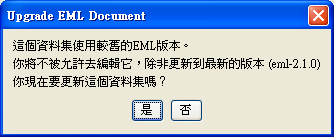 Upgrade EML Document
這個資料集使用較舊的EML版本。
你將不被允許去編輯它，除非更新到最新的版本 (eml-2.1.0)
你現在要更新這個資料集嗎？
是
否